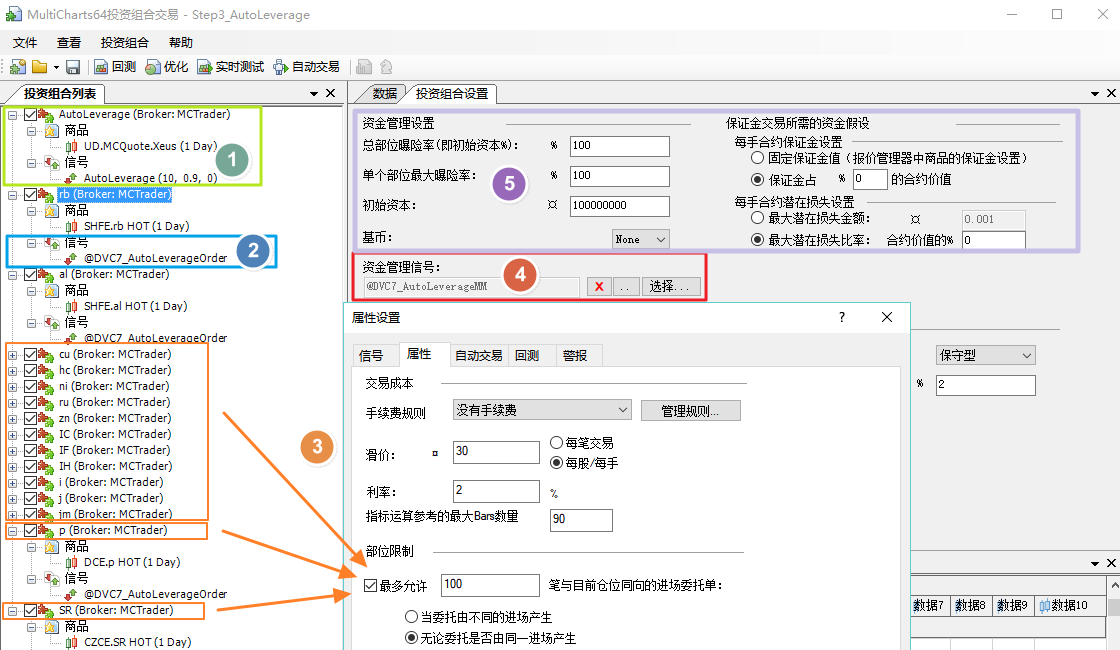 MultiCharts64投资组合交易 - Step3_AutoLeverage
文件 查看 投资组合 帮助
回测 优化 实时测试 自动交易
投资组合列表
AutoLeverage (Broker: MCTrader)
商品
UD.MCQuote.Xeus (1 Day)
信号
AutoLeverage (10, 0.9, 0)
1
rb (Broker: MCTrader)
商品
SHFE.rb HOT (1 Day)
信号
@DVC7_AutoLeverageOrder
2
al (Broker: MCTrader)
商品
SHFE.al HOT (1 Day)
信号
@DVC7_AutoLeverageOrder
cu (Broker: MCTrader)
hc (Broker: MCTrader)
ni (Broker: MCTrader)
ru (Broker: MCTrader)
zn (Broker: MCTrader)
IC (Broker: MCTrader)
IF (Broker: MCTrader)
IH (Broker: MCTrader)
i (Broker: MCTrader)
j (Broker: MCTrader)
jm (Broker: MCTrader)
3
p (Broker: MCTrader)
商品
DCE.p HOT (1 Day)
信号
@DVC7_AutoLeverageOrder
SR (Broker: MCTrader)
商品
CZCE.SR HOT (1 Day)
数据 投资组合设置
资金管理设置
总部位曝险率(即初始资本%): % 100
单个部位最大曝险率: % 100
初始资本: ¤ 100000000
基币: None
5
保证金交易所需的资金假设
每手合约保证金设置
固定保证金值 (报价管理器中商品的保证金设置)
保证金占 % 0 的合约价值
每手合约潜在损失设置
最大潜在损失金额: ¤ 0.001
最大潜在损失比率: 合约价值的% 0
资金管理信号:
4
@DVC7_AutoLeverageMM X .. 选择...
属性设置 ?
信号 属性 自动交易 回测 警报
交易成本
手续费规则 没有手续费 管理规则...
滑价: ¤ 30 每笔交易
每股/每手
利率: 2 %
指标运算参考的最大Bars数量 90
部位限制
最多允许 100 笔与目前仓位同向的进场委托单:
当委托由不同的进场产生
无论委托是否由同一进场产生
保守型
% 2
数据7 数据8 数据9 数据10